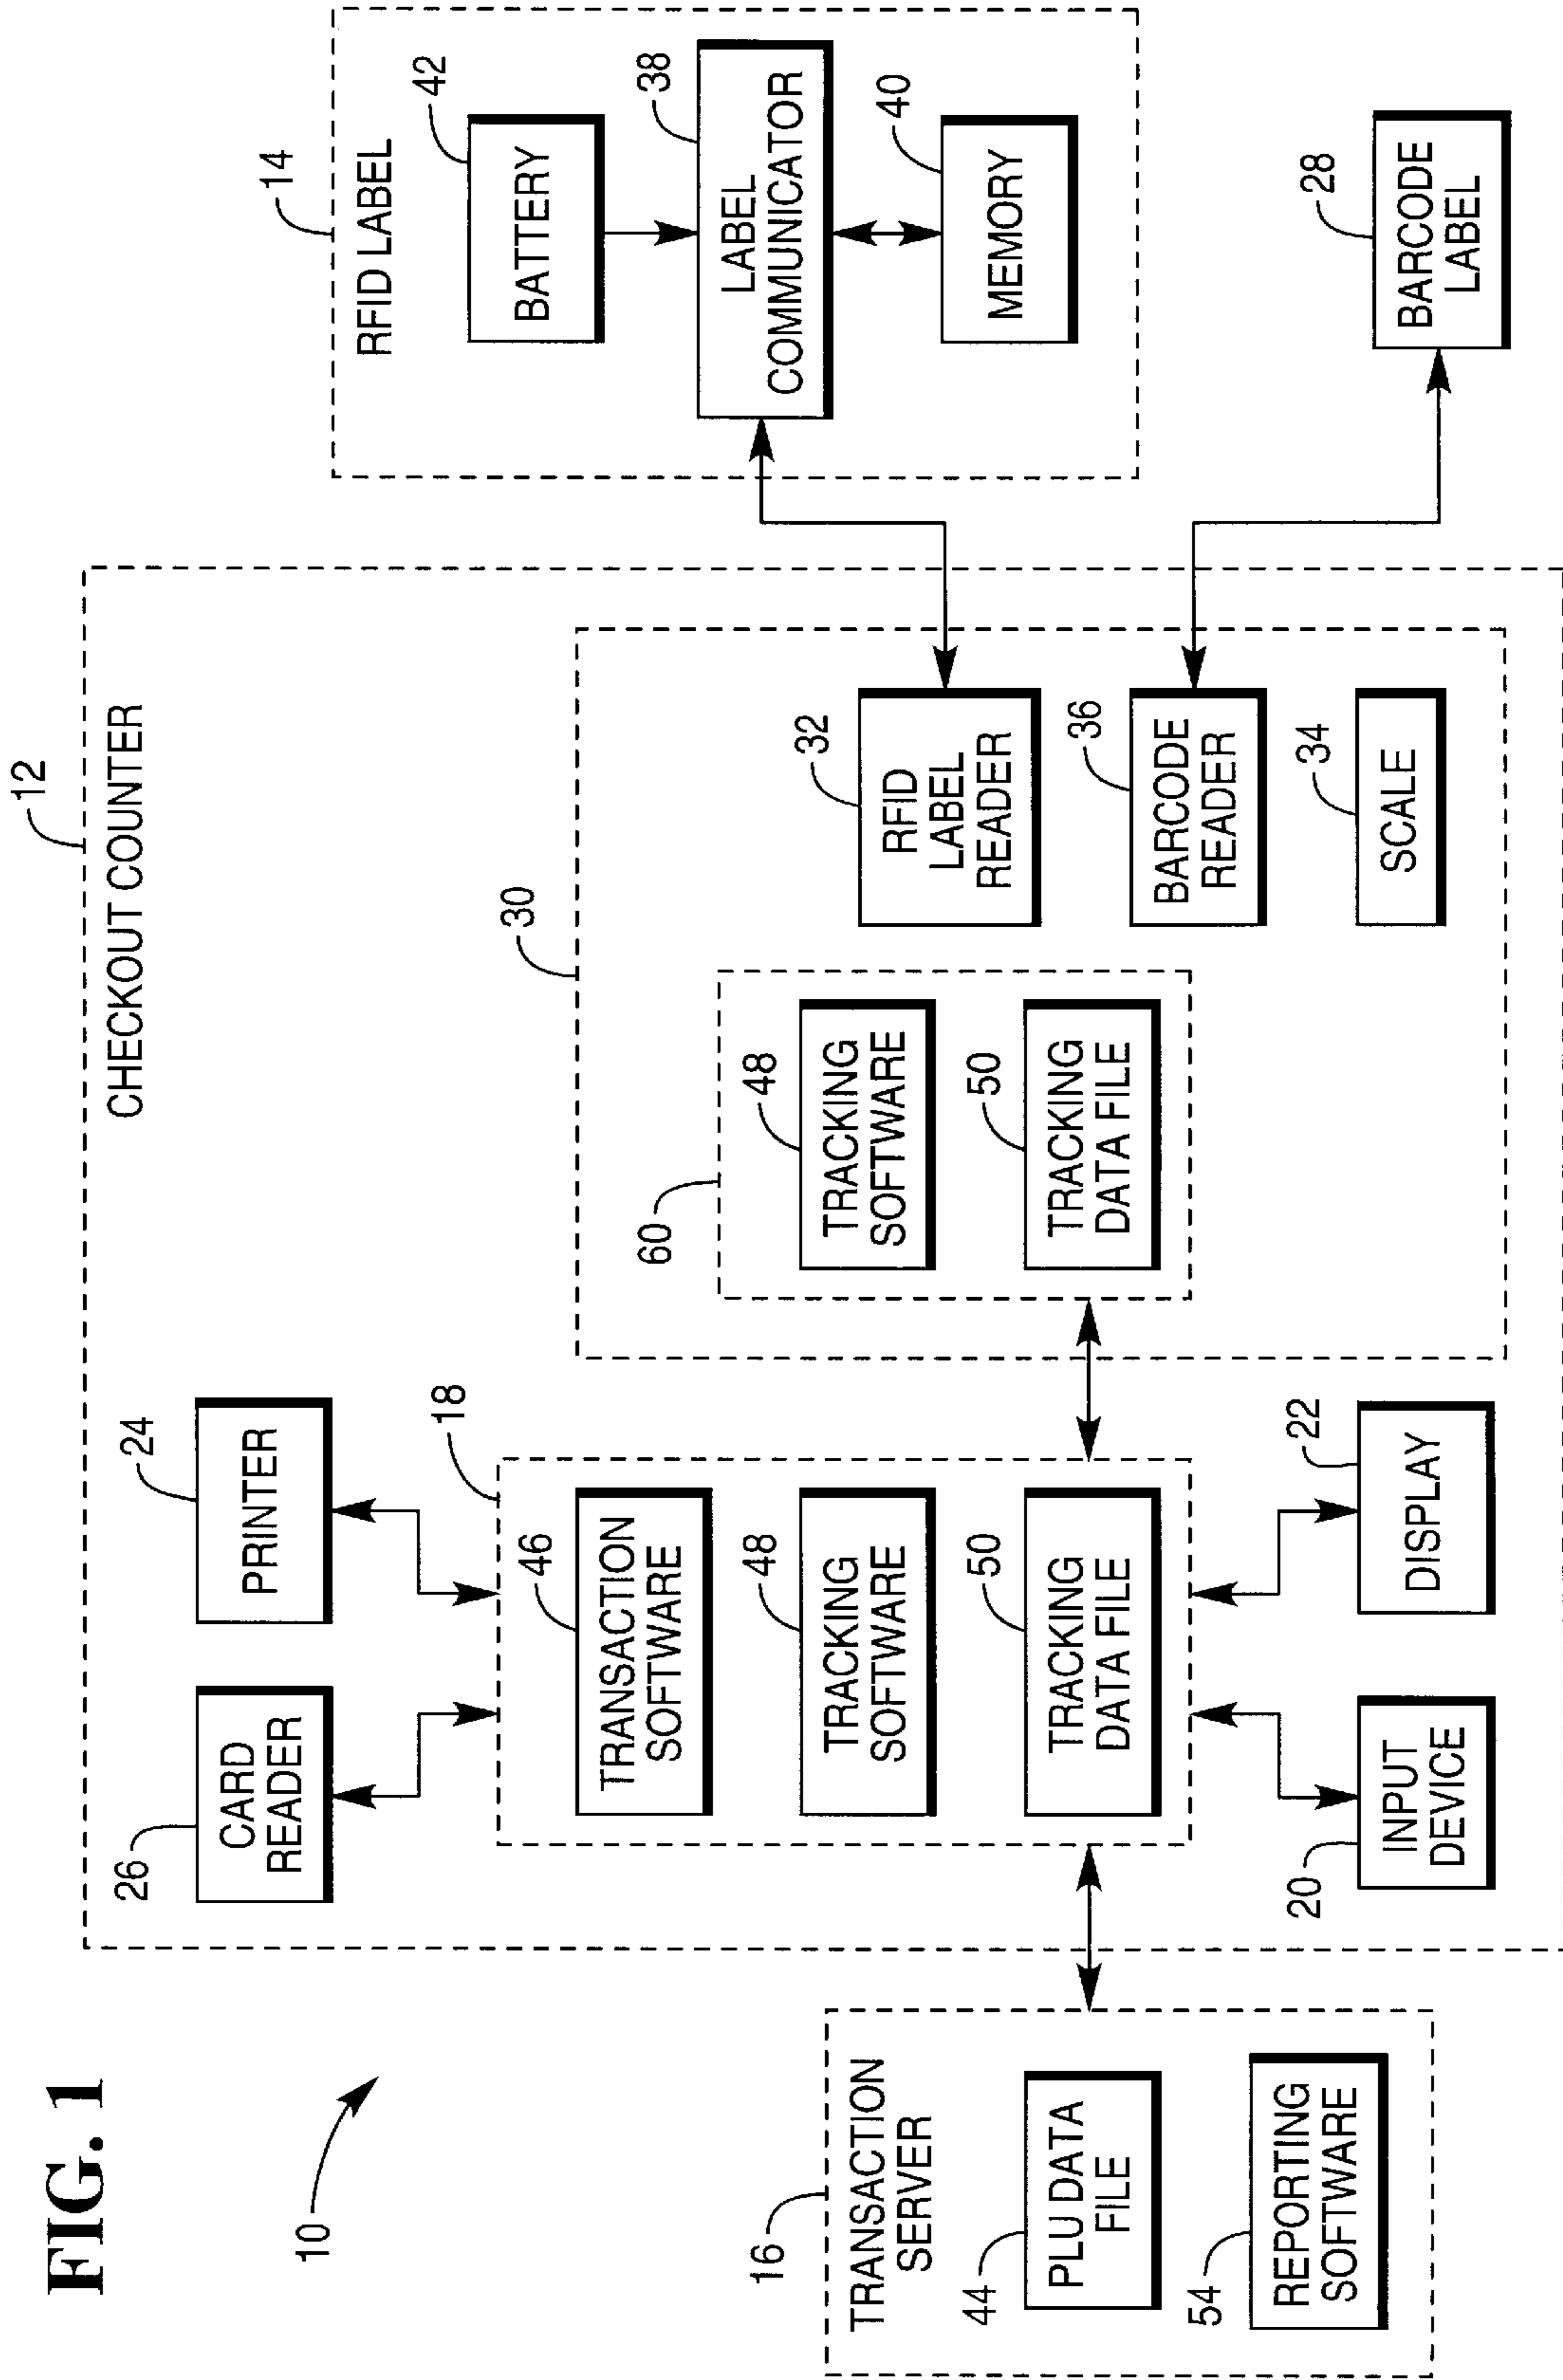 FIG. 1
10
12
CHECKOUT COUNTER
26
CARD
READER
24
PRINTER
18
46
TRANSACTION
SOFTWARE
48
TRACKING
SOFTWARE
50
TRACKING
DATA FILE
20
INPUT
DEVICE
22
DISPLAY
16
TRANSACTION
SERVER
44
PLU DATA
FILE
54
REPORTING
SOFTWARE
30
60
48
TRACKING
SOFTWARE
50
TRACKING
DATA FILE
32
RFID
LABEL
READER
36
BARCODE
READER
34
SCALE
14
RFID LABEL
42
BATTERY
38
LABEL
COMMUNICATOR
40
MEMORY
28
BARCODE
LABEL